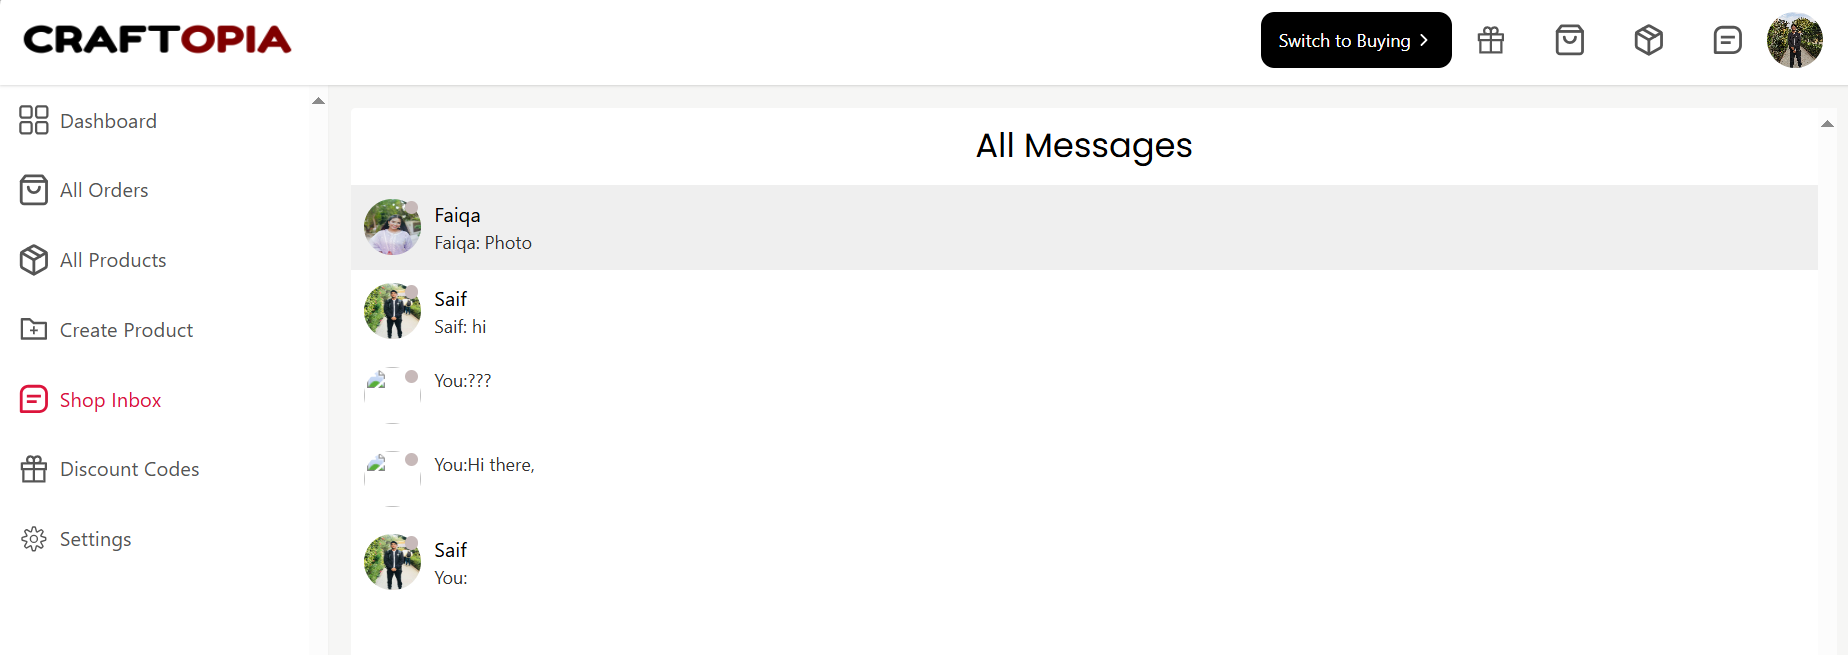 CRAFTOPIA
Switch to Buying
Dashboard
All Orders
All Products
Create Product
Shop Inbox
Discount Codes
Settings
All Messages
Faiqa
Faiqa: Photo
Saif
Saif: hi
You:???
You:Hi there,
Saif
You: